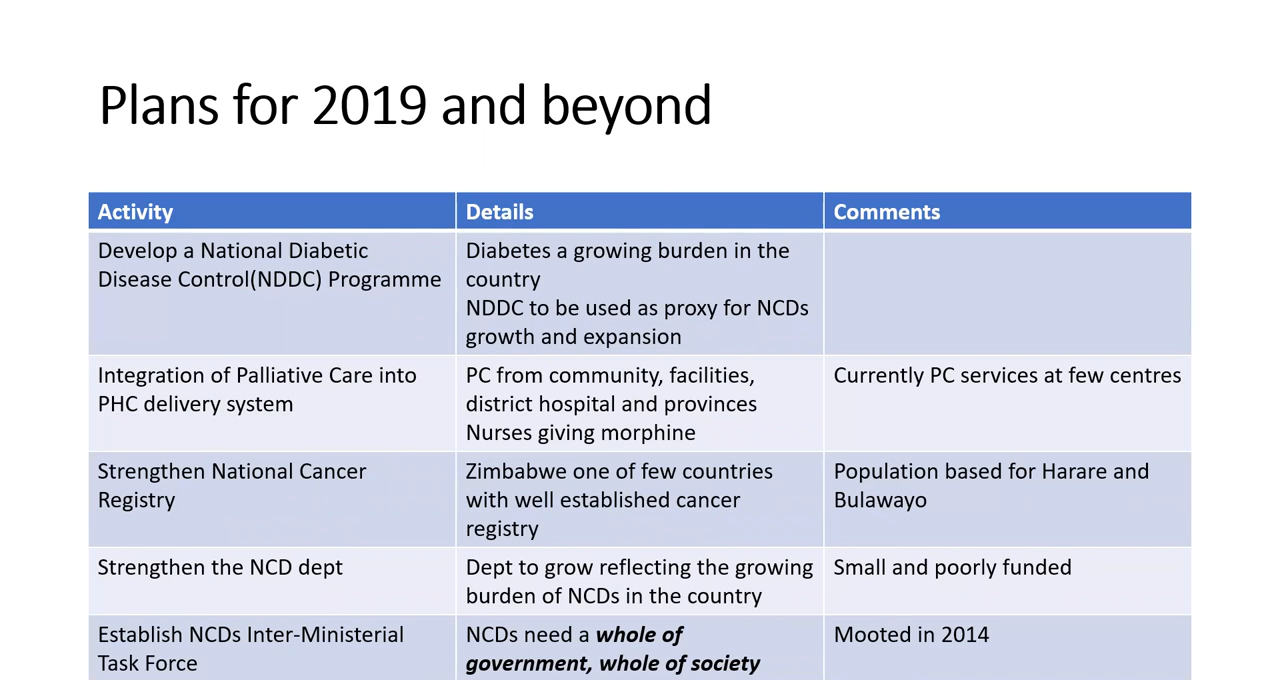 Plans for 2019 and beyond
Activity
Details
Comments
Develop a National Diabetic
Disease Control(NDDC) Programme
Diabetes a growing burden in the
country
NDDC to be used as proxy for NCDs
growth and expansion
Integration of Palliative Care into
PHC delivery system
PC from community, facilities,
district hospital and provinces
Nurses giving morphine
Currently PC services at few centres
Strengthen National Cancer
Registry
Zimbabwe one of few countries
with well established cancer
registry
Population based for Harare and
Bulawayo
Strengthen the NCD dept
Dept to grow reflecting the growing
burden of NCDs in the country
Small and poorly funded
Establish NCDs Inter-Ministerial
Task Force
NCDs need a whole of
government, whole of society
Mooted in 2014